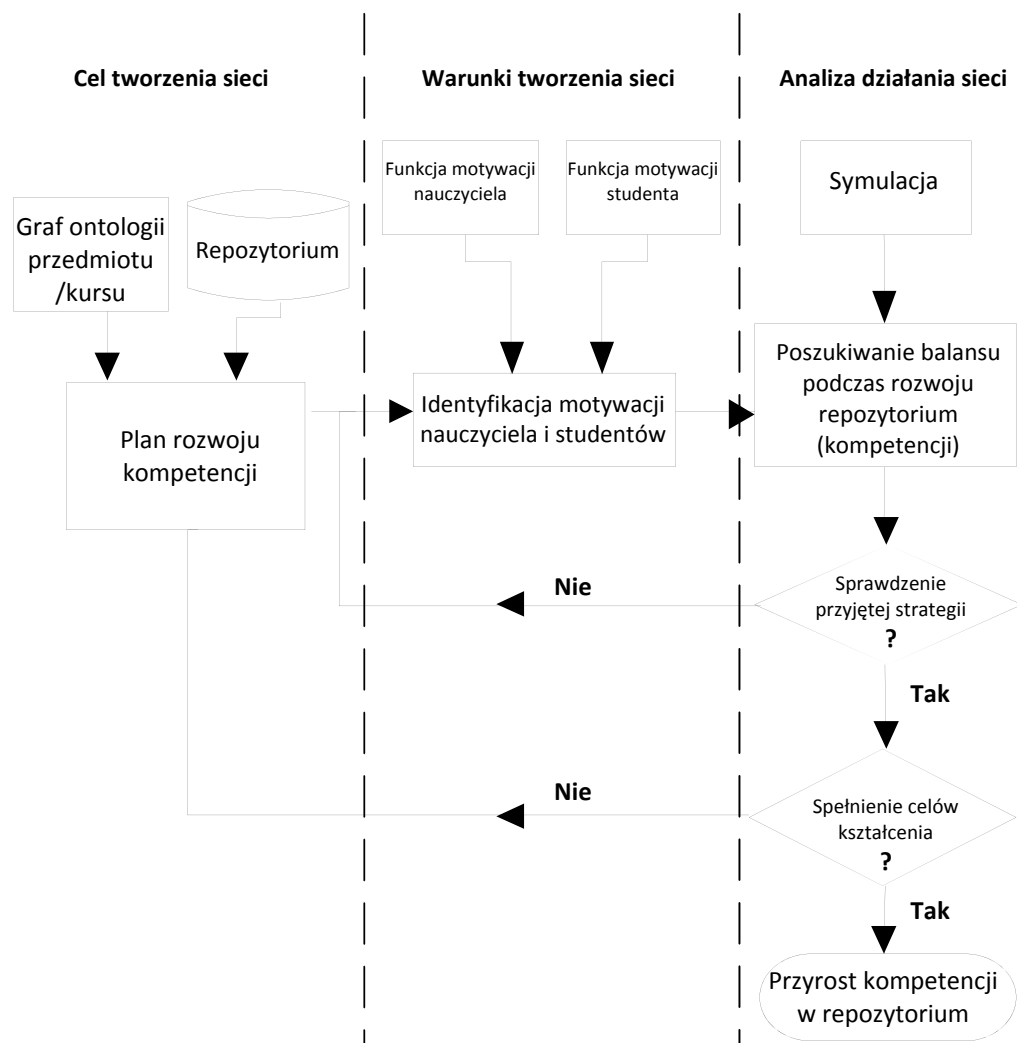 Cel tworzenia sieci
Warunki tworzenia sieci
Analiza działania sieci
Graf ontologii
przedmiotu
/kursu
Repozytorium
Plan rozwoju
kompetencji
Funkcja motywacji
nauczyciela
Funkcja motywacji
studenta
Identyfikacja motywacji
nauczyciela i studentów
Symulacja
Poszukiwanie balansu
podczas rozwoju
repozytorium
(kompetencji)
Sprawdzenie
przyjętej strategii
?
Nie
Tak
Spełnienie celów
kształcenia
?
Nie
Tak
Przyrost kompetencji
w repozytorium